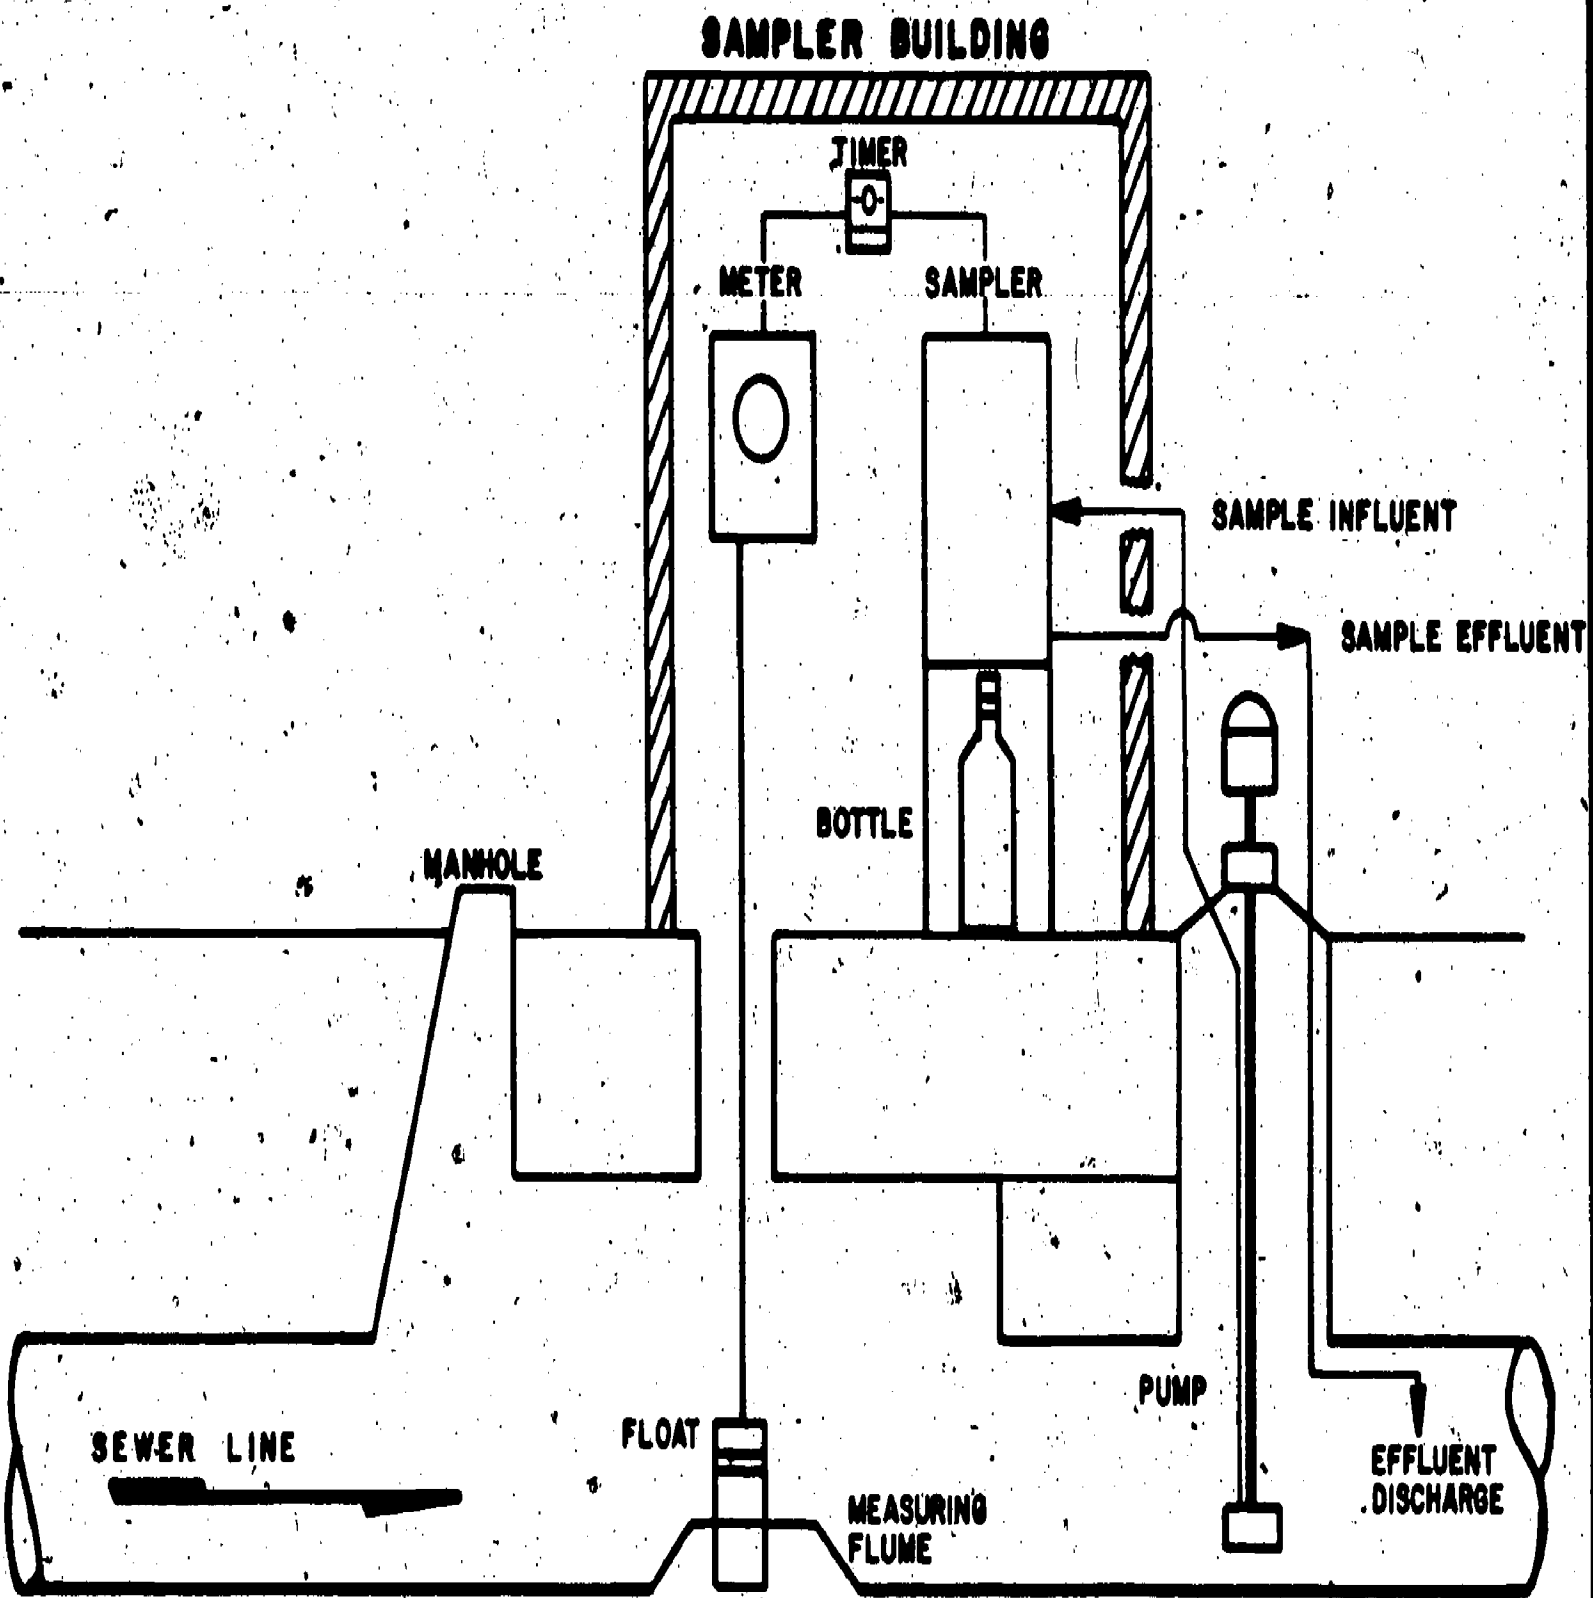 SAMPLER BUILDING
TIMER
METER
SAMPLER
SAMPLE INFLUENT
SAMPLE EFFLUENT
BOTTLE
MANHOLE
PUMP
FLOAT
SEWER LINE
EFFLUENT
DISCHARGE
MEASURING
FLUME